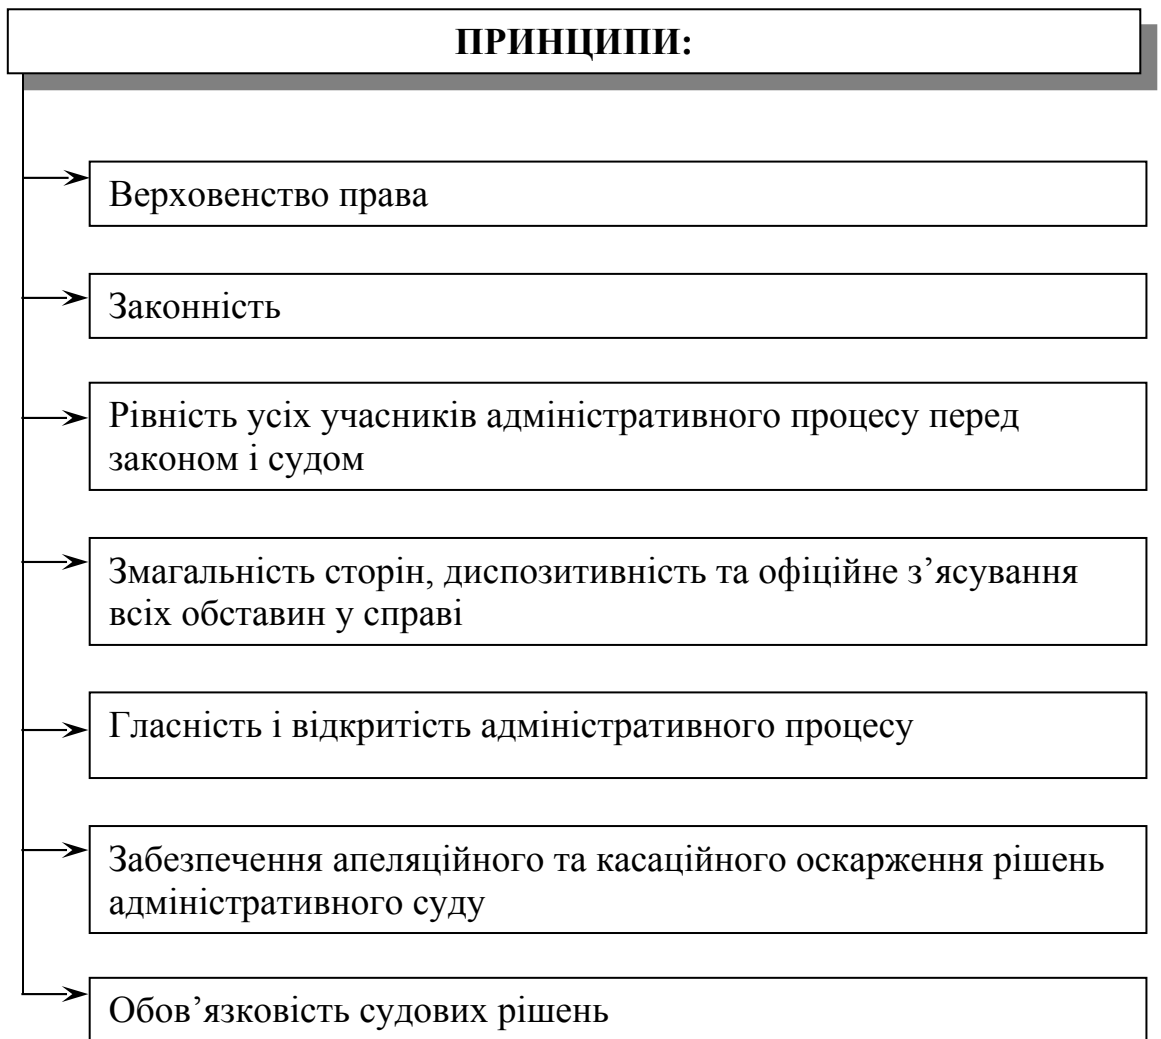 ПРИНЦИПИ:
Верховенство права
Законність
Рівність усіх учасників адміністративного процесу перед
законом і судом
Змагальність сторін, диспозитивність та офіційне з’ясування
всіх обставин у справі
Гласність і відкритість адміністративного процесу
Забезпечення апеляційного та касаційного оскарження рішень
адміністративного суду
Обов’язковість судових рішень